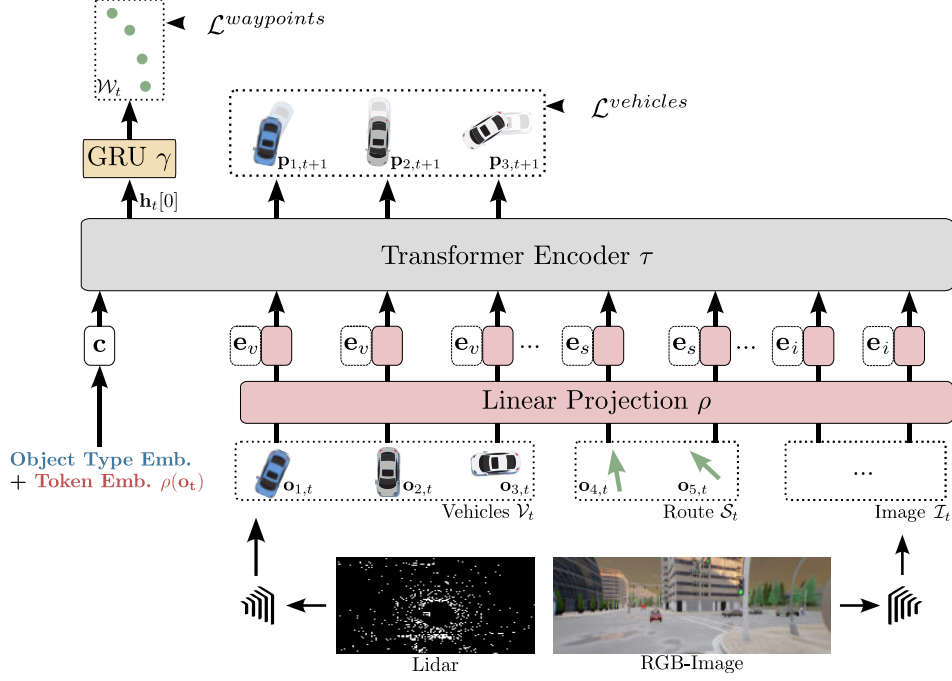 𝓛^{waypoints}
𝒲_t
𝓛^{vehicles}
p_{1,t+1}
p_{2,t+1}
p_{3,t+1}
GRU γ
h_t[0]
Transformer Encoder τ
c
e_v
e_v
e_v ...
e_s
e_s ...
e_i
e_i
Linear Projection ρ
Object Type Emb.
+ Token Emb. ρ(o_t)
o_{1,t}
o_{2,t}
o_{3,t}
o_{4,t}
o_{5,t}
...
Vehicles 𝒱_t
Route 𝒮_t
Image ℐ_t
Lidar
RGB-Image